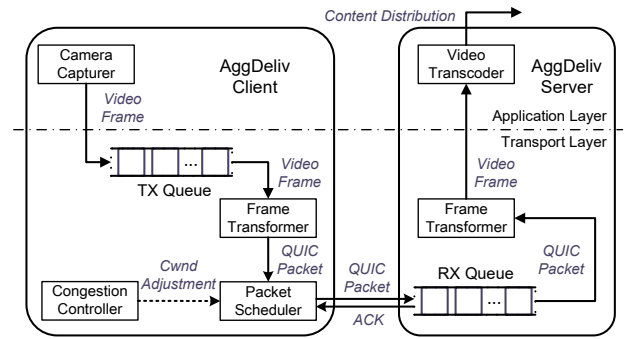 Content Distribution
Camera
Capturer
AggDeliv
Client
Video
Transcoder
AggDeliv
Server
Video
Frame
Application Layer
Transport Layer
...
TX Queue
Video
Frame
Video
Frame
Frame
Transformer
Frame
Transformer
Cwnd
Adjustment
QUIC
Packet
QUIC
Packet
QUIC
Packet
RX Queue
Congestion
Controller
Packet
Scheduler
...
ACK